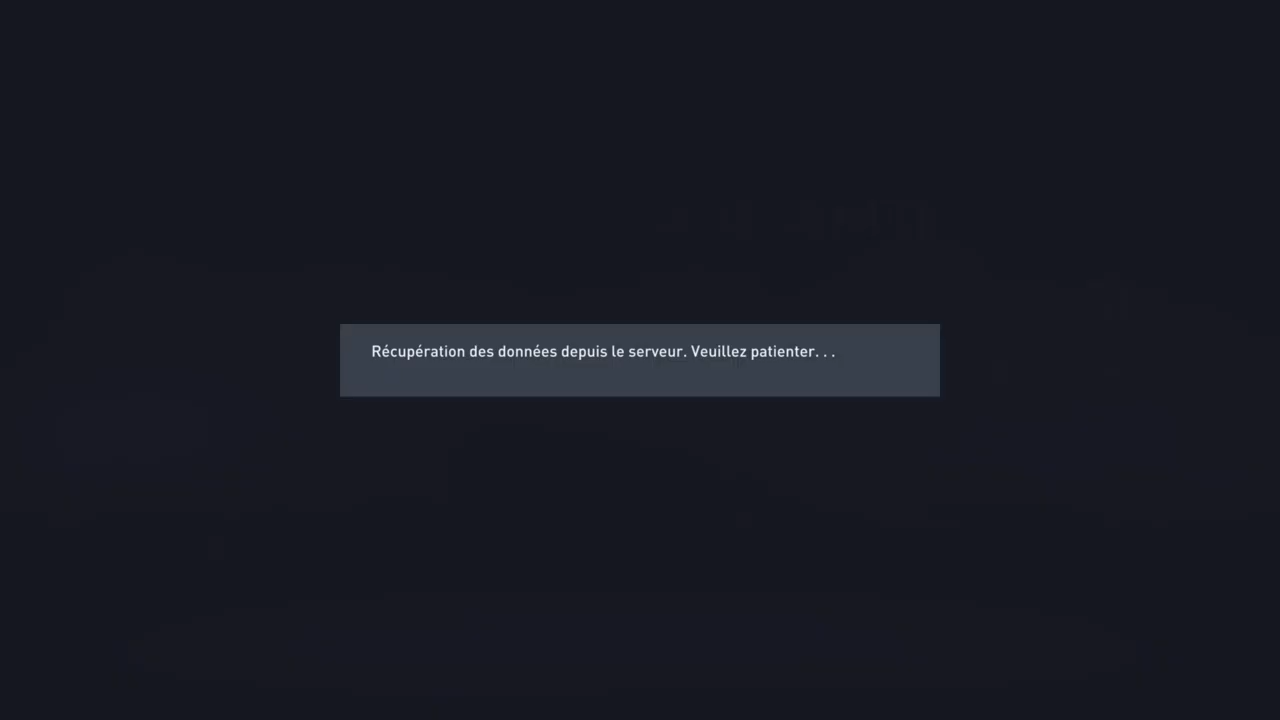 Récupération des données depuis le serveur. Veuillez patienter. . .